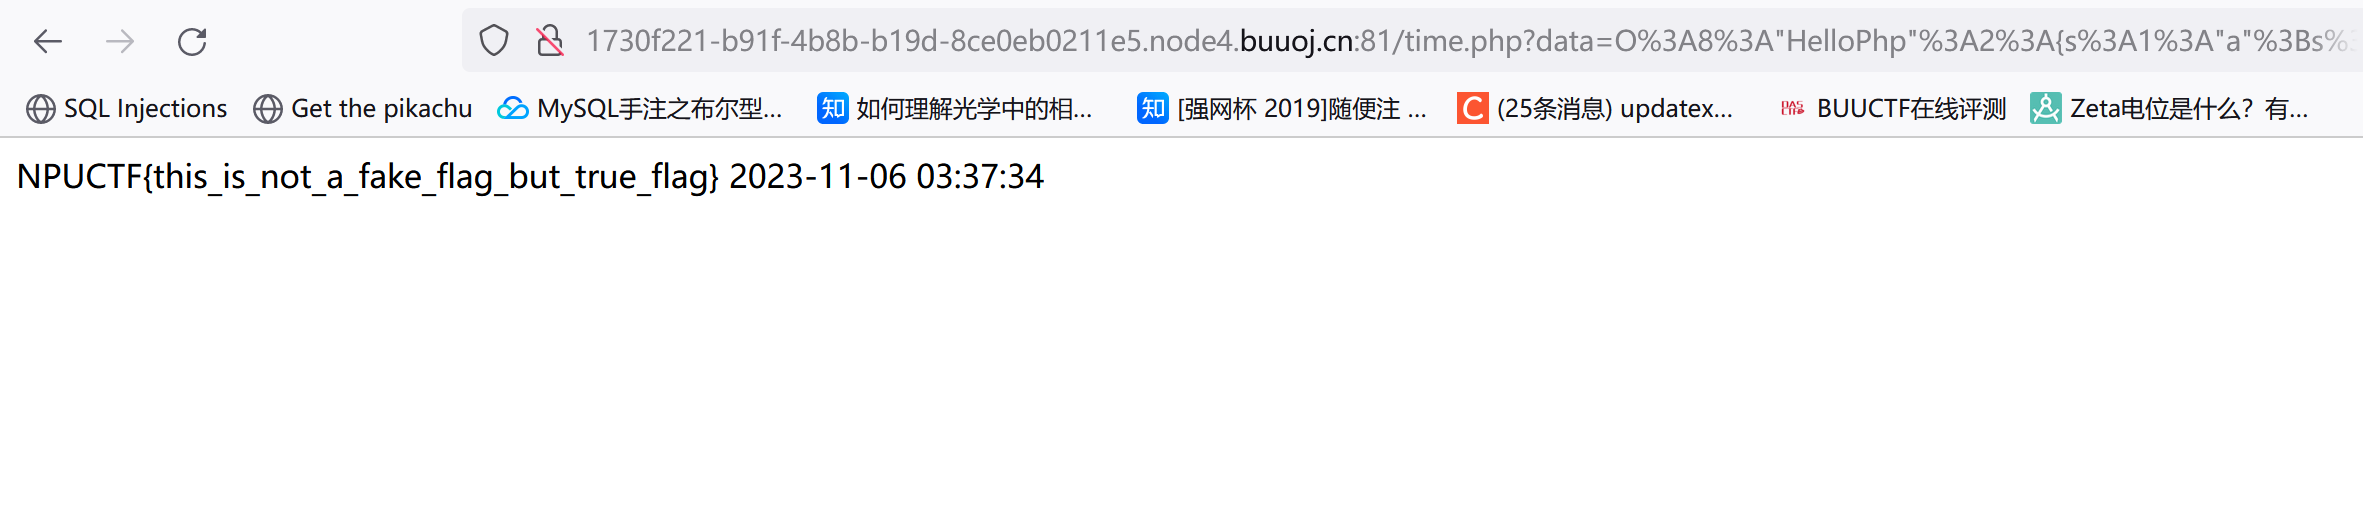 1730f221-b91f-4b8b-b19d-8ce0eb0211e5.node4.buuoj.cn:81/time.php?data=O%3A8%3A"HelloPhp"%3A2%3A{s%3A1%3A"a"%3Bs%
SQL Injections Get the pikachu MySQL手注之布尔型... 知 如何理解光学中的相... 知 [强网杯 2019]随便注 ... C (25条消息) updatex... BUUCTF在线评测 Zeta电位是什么？有...
NPUCTF{this_is_not_a_fake_flag_but_true_flag} 2023-11-06 03:37:34